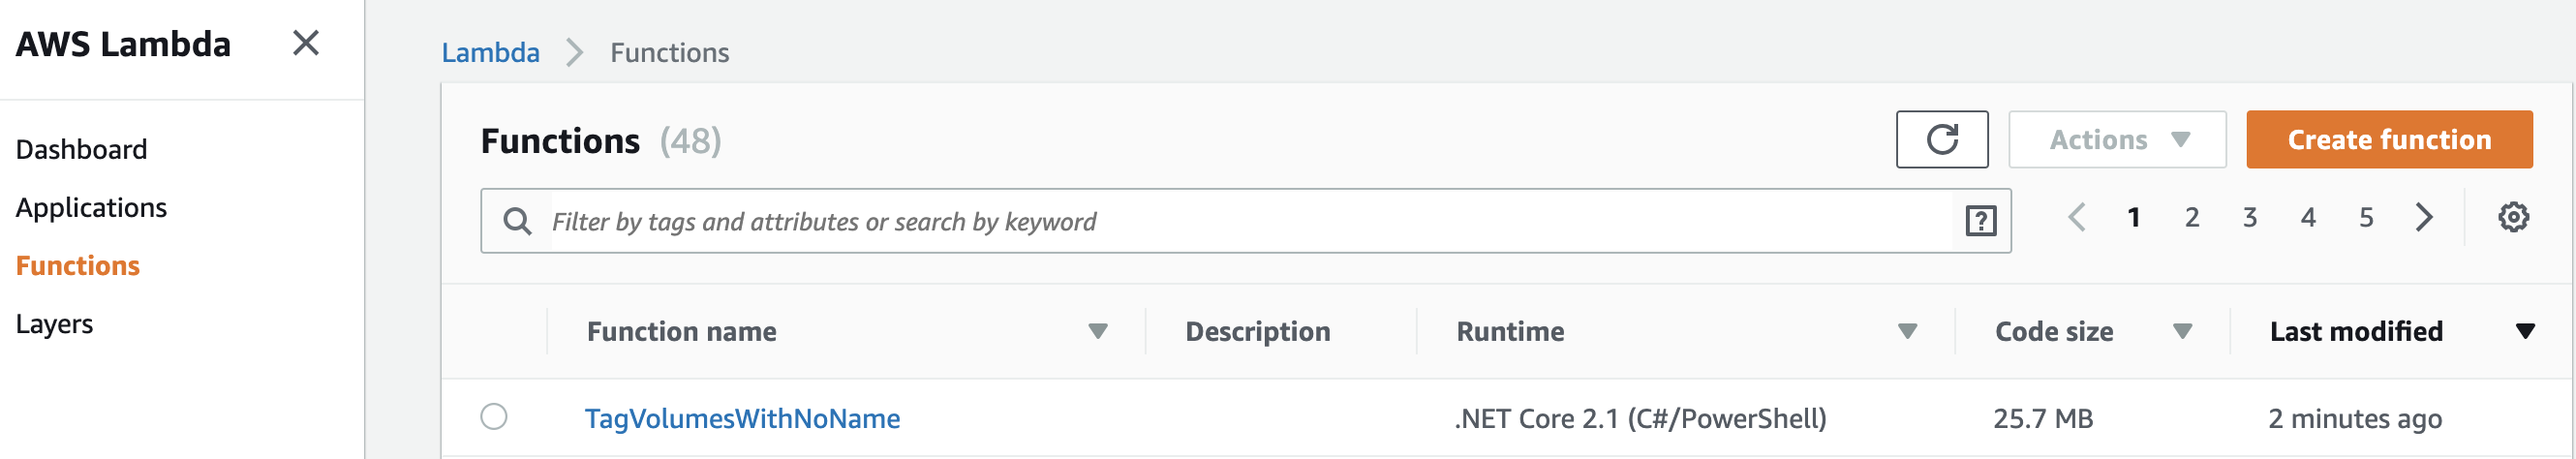 AWS Lambda
Dashboard
Applications
Functions
Layers
Lambda > Functions
Functions (48)
Actions
Create function
Filter by tags and attributes or search by keyword
?
1 2 3 4 5
Function name Description Runtime Code size Last modified
TagVolumesWithNoName .NET Core 2.1 (C#/PowerShell) 25.7 MB 2 minutes ago